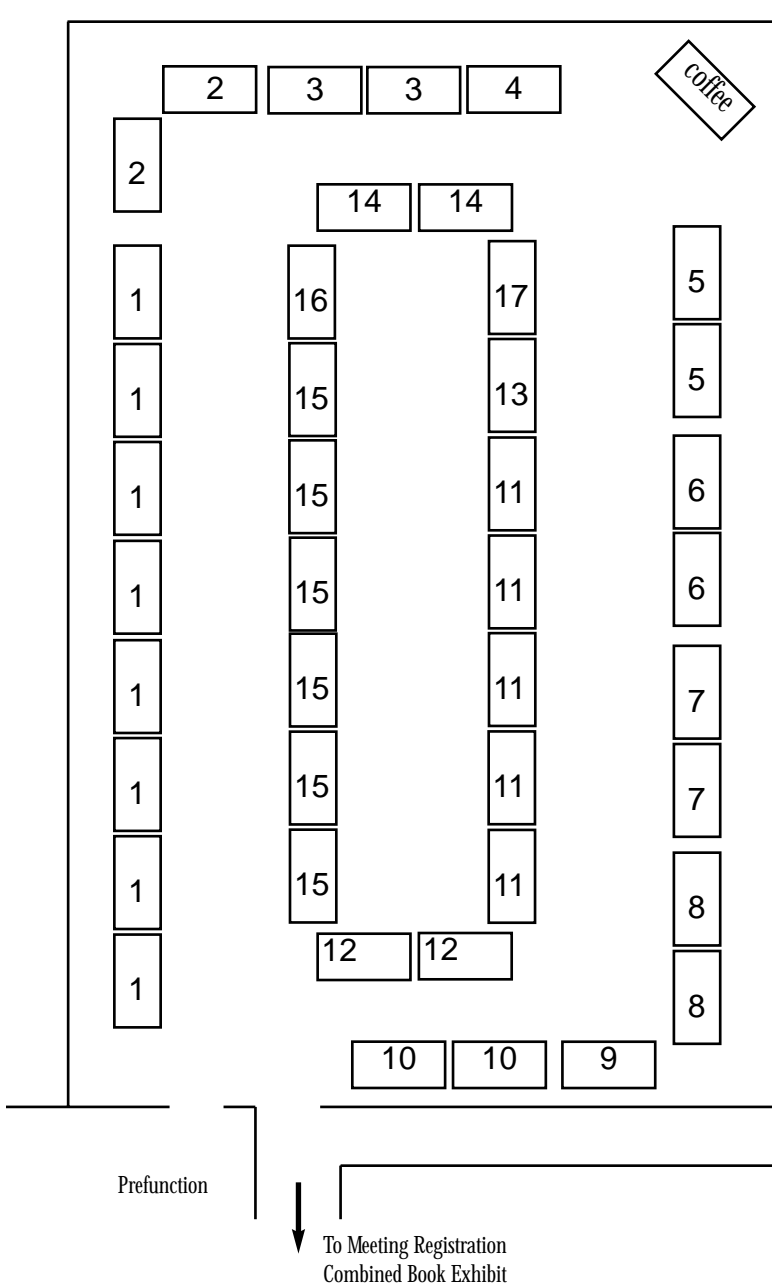 2 3 3 4
coffee
2
14 14
5
1 16 17
5
1 15 13
6
1 15 11
6
1 15 11
7
1 15 11
7
1 15 11
8
1 15 11
12 12
1
8
10 10 9
Prefunction
To Meeting Registration
Combined Book Exhibit